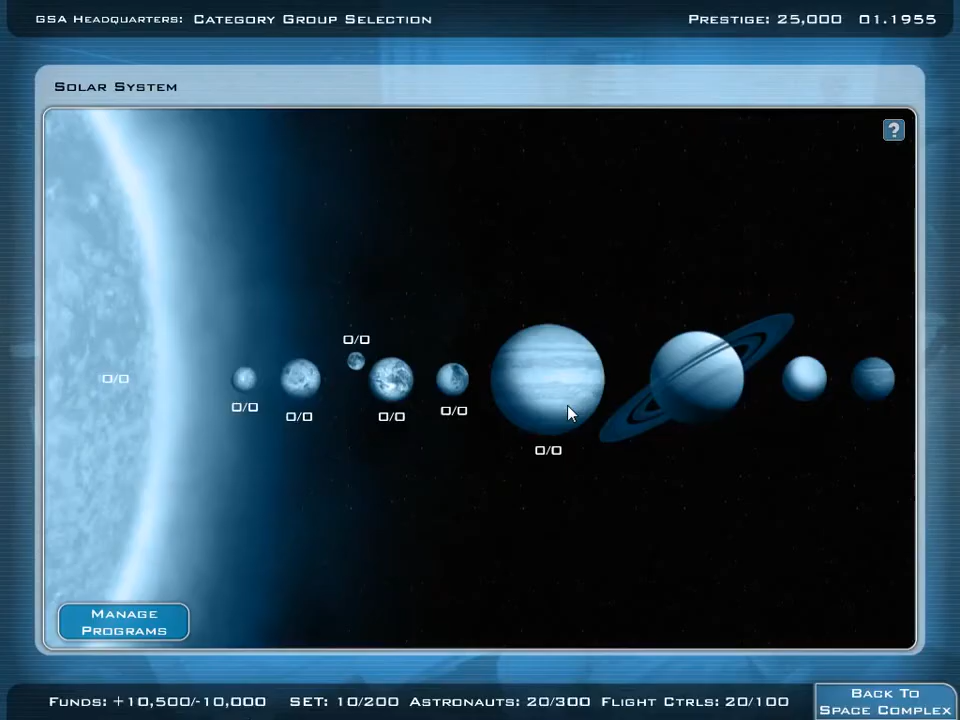 GSA Headquarters: Category Group Selection
Prestige: 25,000 01.1955
Solar System
?
0/0
0/0
0/0
0/0
0/0
0/0
0/0
Manage
Programs
Funds: +10,500/-10,000 SET: 10/200 Astronauts: 20/300 Flight Ctrls: 20/100
Back To
Space Complex